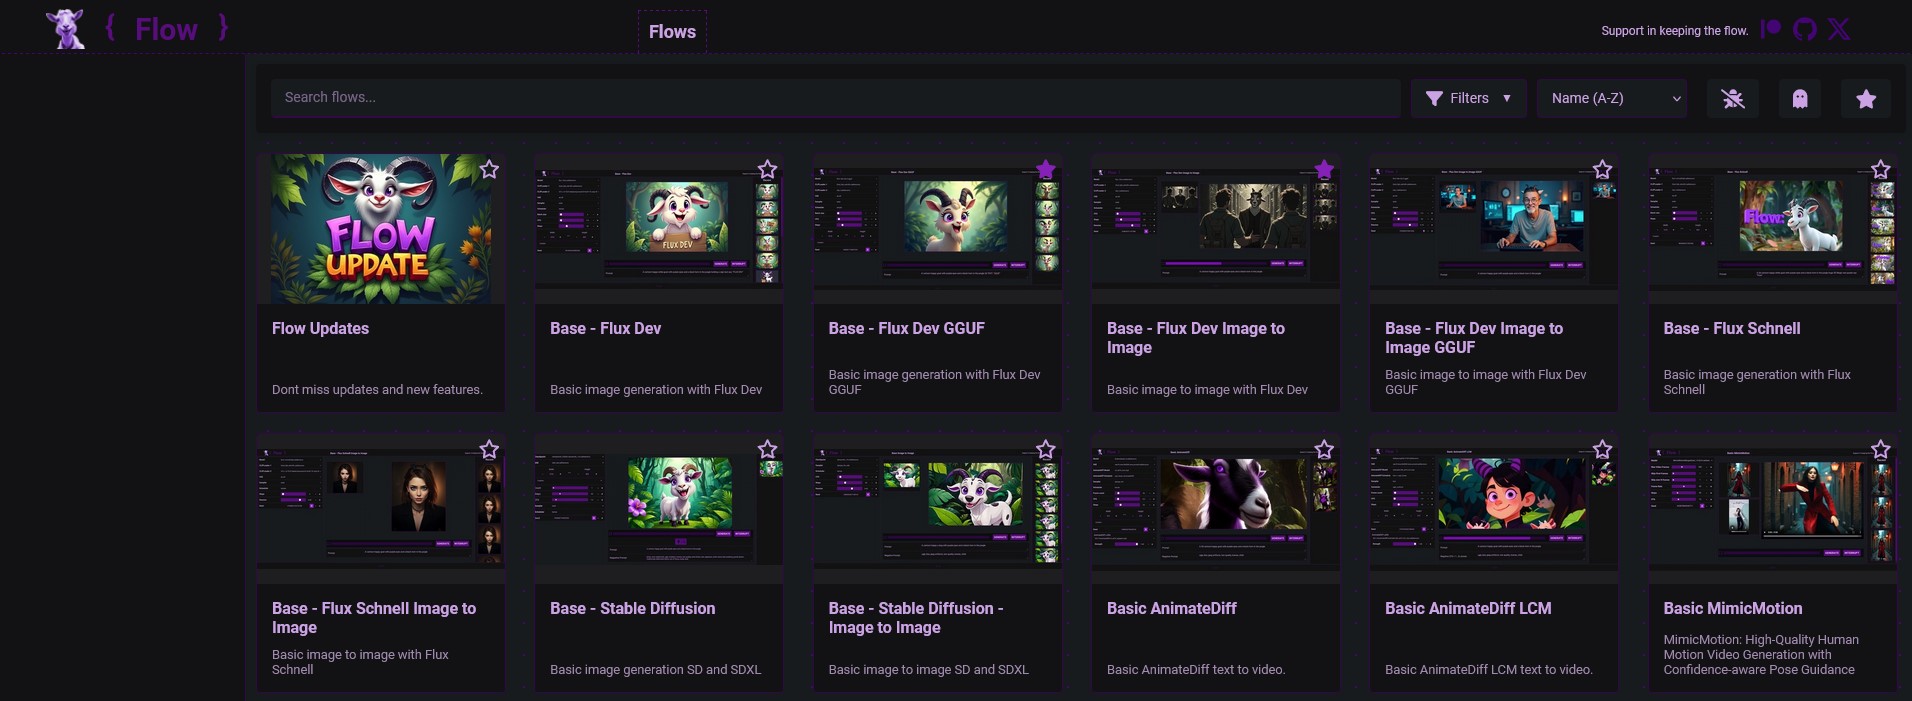 { Flow }
Flows
Support in keeping the flow.
Search flows...
Filters ▼
Name (A-Z)
FLOW
UPDATE
FLUX DEV
Flow
Flow Updates
Base - Flux Dev
Base - Flux Dev GGUF
Base - Flux Dev Image to
Image
Base - Flux Dev Image to
Image GGUF
Base - Flux Schnell
Dont miss updates and new features.
Basic image generation with Flux Dev
Basic image generation with Flux Dev
GGUF
Basic image to image with Flux Dev
Basic image to image with Flux Dev
GGUF
Basic image generation with Flux
Schnell
Base - Flux Schnell Image to
Image
Base - Stable Diffusion
Base - Stable Diffusion -
Image to Image
Basic AnimateDiff
Basic AnimateDiff LCM
Basic MimicMotion
Basic image to image with Flux
Schnell
Basic image generation SD and SDXL
Basic image to image SD and SDXL
Basic AnimateDiff text to video.
Basic AnimateDiff LCM text to video.
MimicMotion: High-Quality Human
Motion Video Generation with
Confidence-aware Pose Guidance